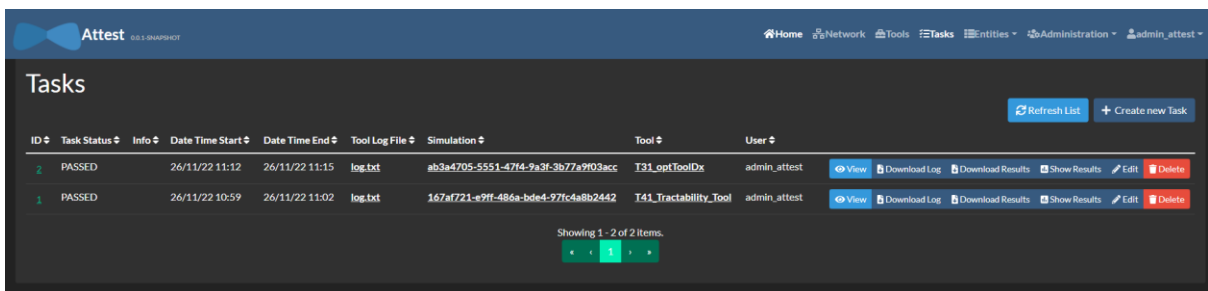 Attest 0.0.1-SNAPSHOT Home Network Tools Tasks Entities Administration admin_attest
Tasks
Refresh List + Create new Task
ID Task Status Info Date Time Start Date Time End Tool Log File Simulation Tool User
2 PASSED 26/11/22 11:12 26/11/22 11:15 log.txt ab3a4705-5551-47f4-9a3f-3b77a9f03acc T31_optToolDx admin_attest View Download Log Download Results Show Results Edit Delete
1 PASSED 26/11/22 10:59 26/11/22 11:02 log.txt 167af721-e9ff-486a-bde4-97fc4a8b2442 T41_Tractability_Tool admin_attest View Download Log Download Results Show Results Edit Delete
Showing 1 - 2 of 2 items.
« ‹ 1 › »